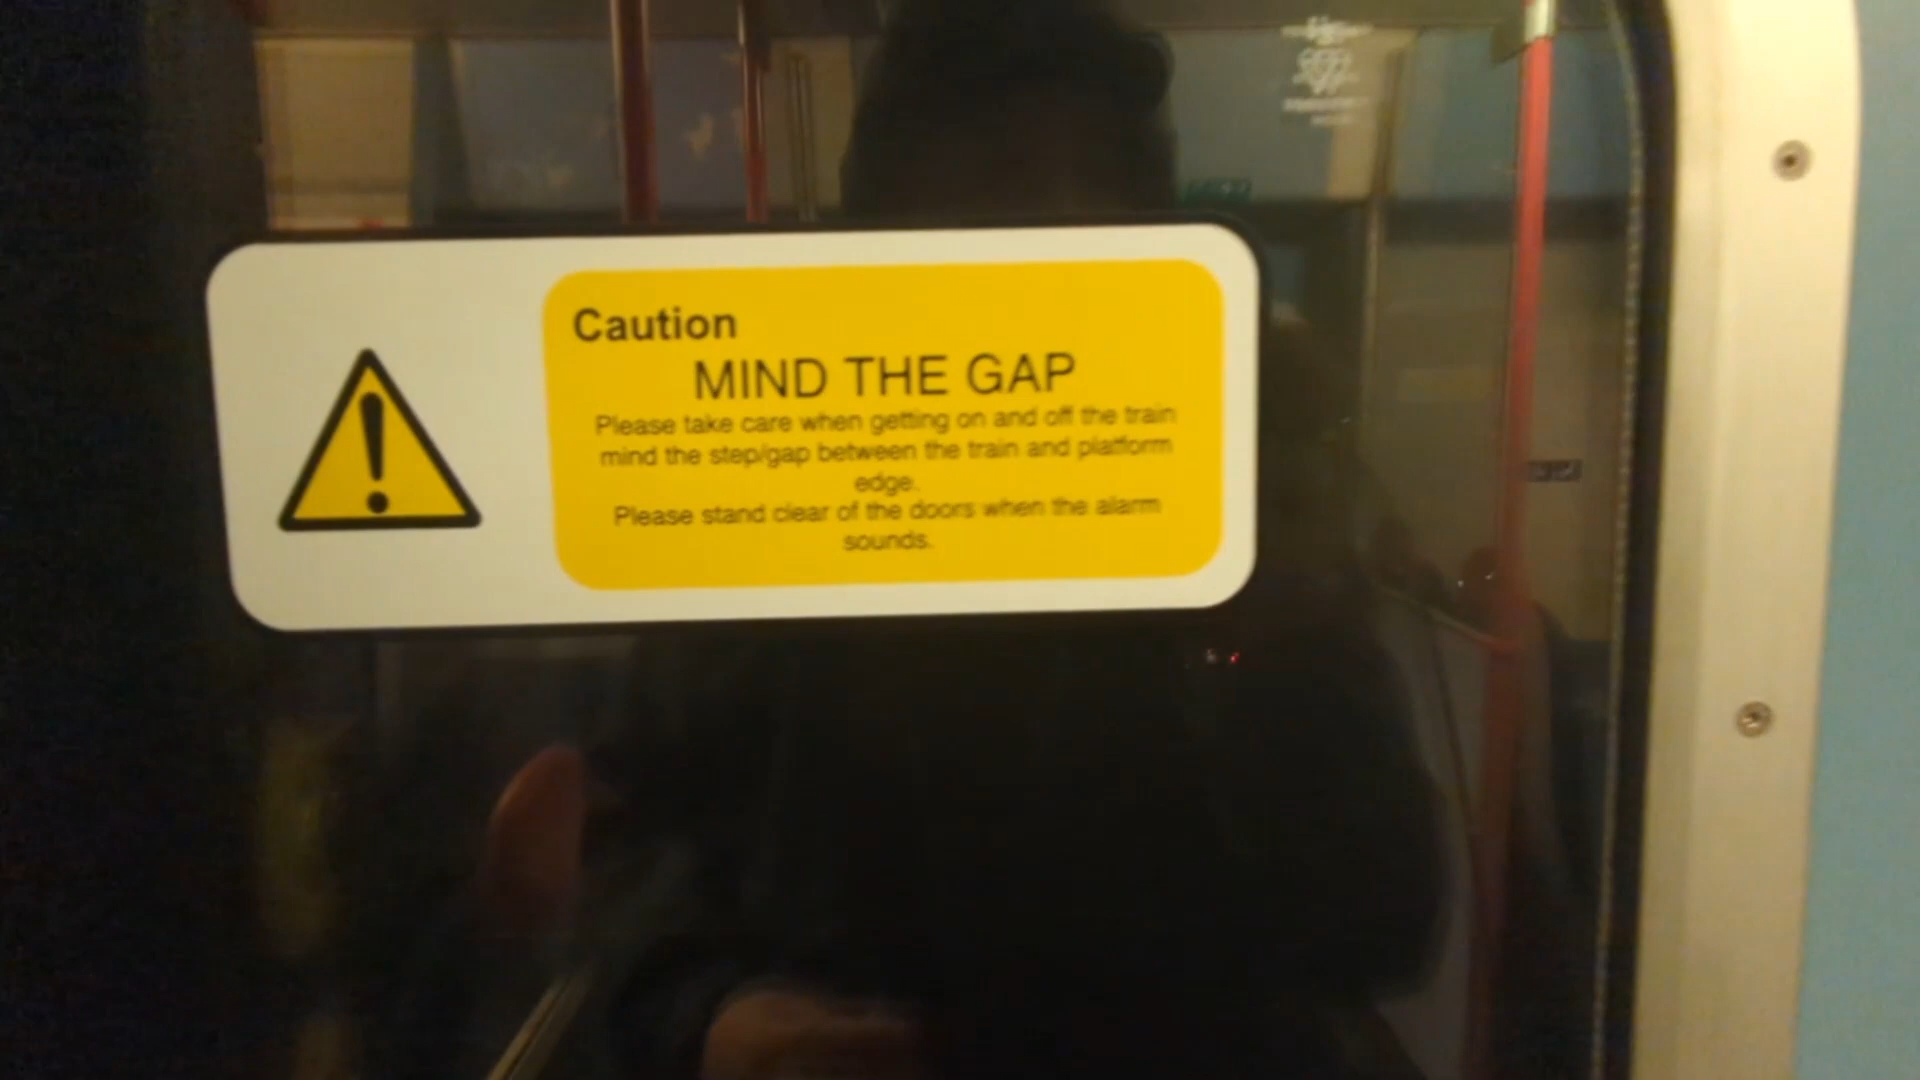 Caution
MIND THE GAP
Please take care when getting on and off the train
mind the step/gap between the train and platform
edge.
Please stand clear of the doors when the alarm
sounds.